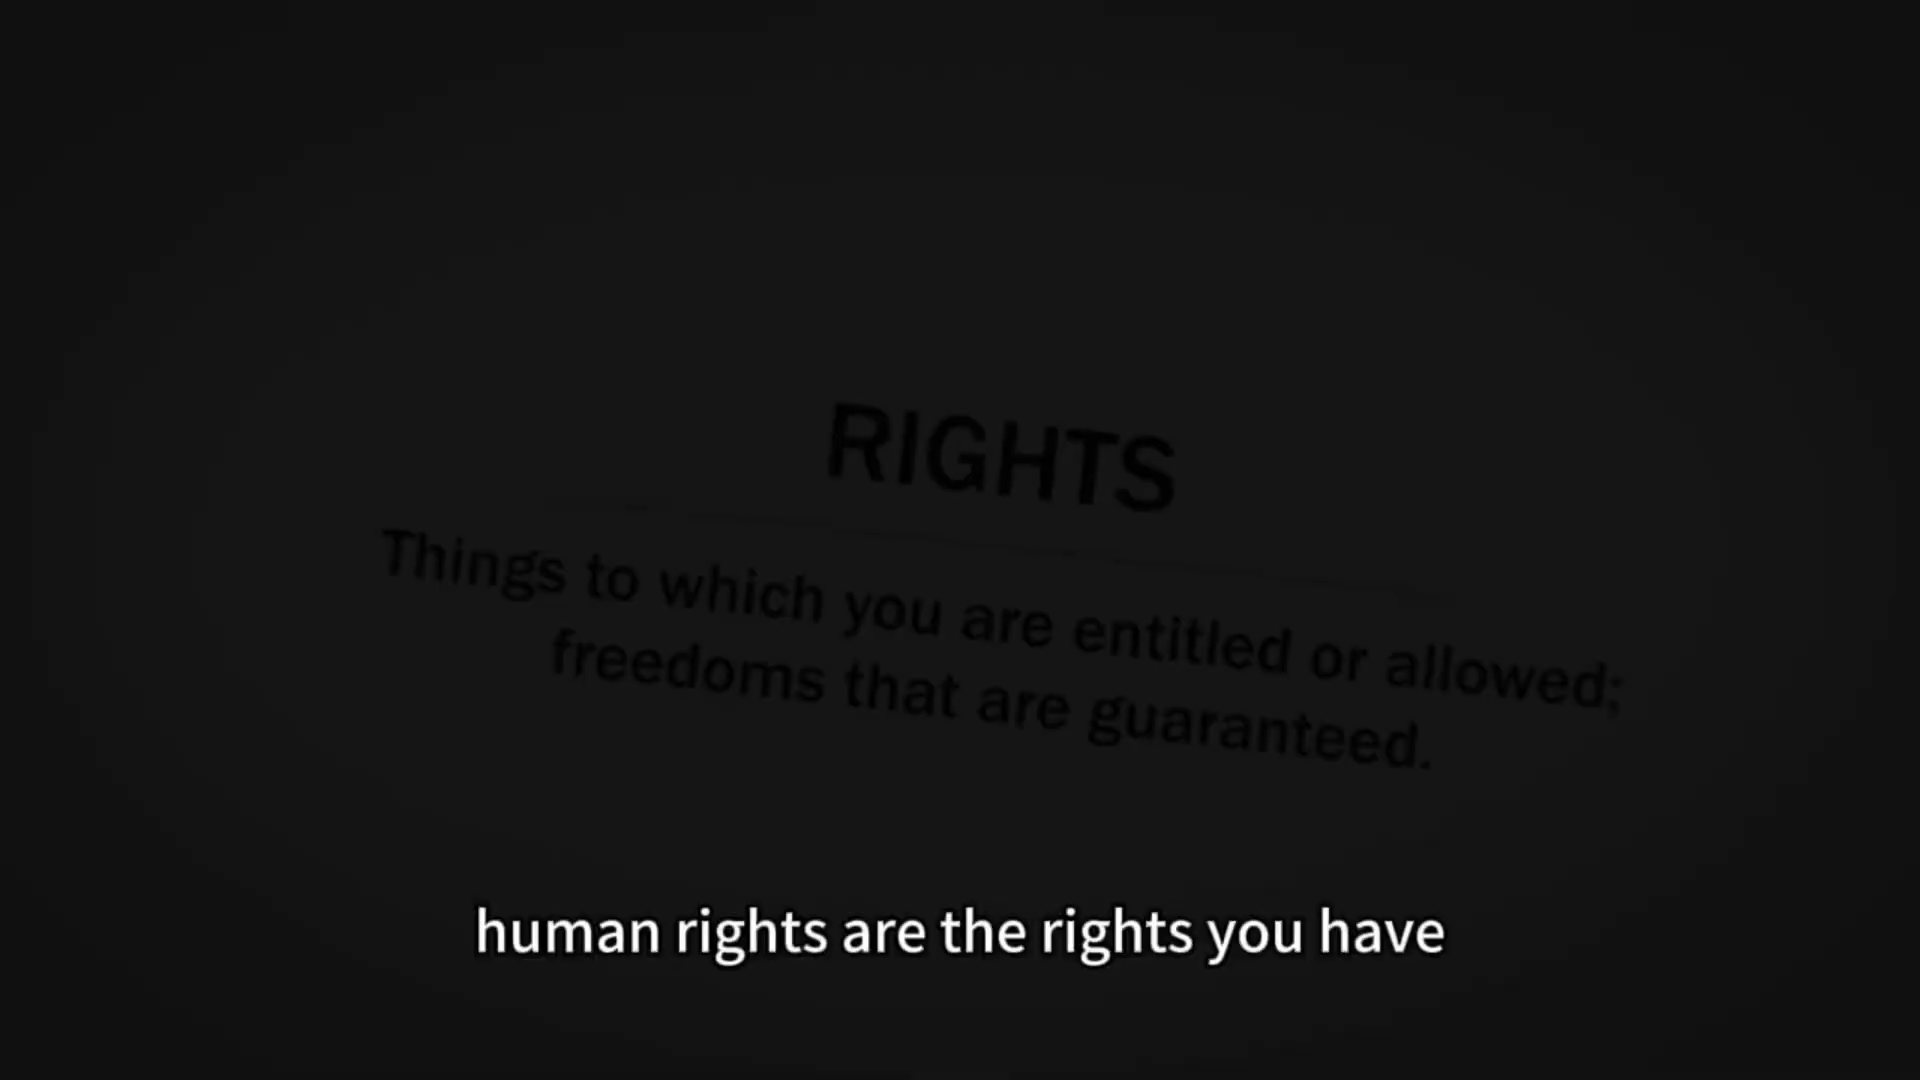 RIGHTS
Things to which you are entitled or allowed;
freedoms that are guaranteed.
human rights are the rights you have